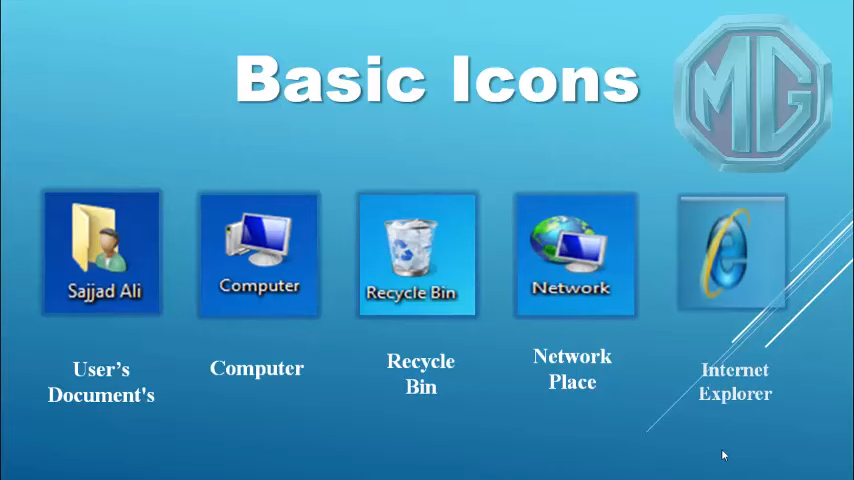 Basic Icons
MG
Sajjad Ali
Computer
Recycle Bin
Network
e
User's
Document's
Computer
Recycle
Bin
Network
Place
Internet
Explorer